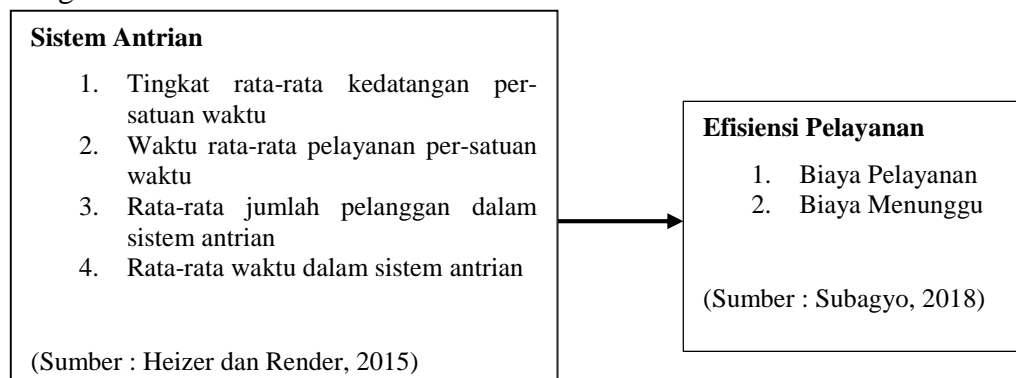 Sistem Antrian
1. Tingkat rata-rata kedatangan per-
satuan waktu
2. Waktu rata-rata pelayanan per-satuan
waktu
3. Rata-rata jumlah pelanggan dalam
sistem antrian
4. Rata-rata waktu dalam sistem antrian
(Sumber : Heizer dan Render, 2015)
Efisiensi Pelayanan
1. Biaya Pelayanan
2. Biaya Menunggu
(Sumber : Subagyo, 2018)